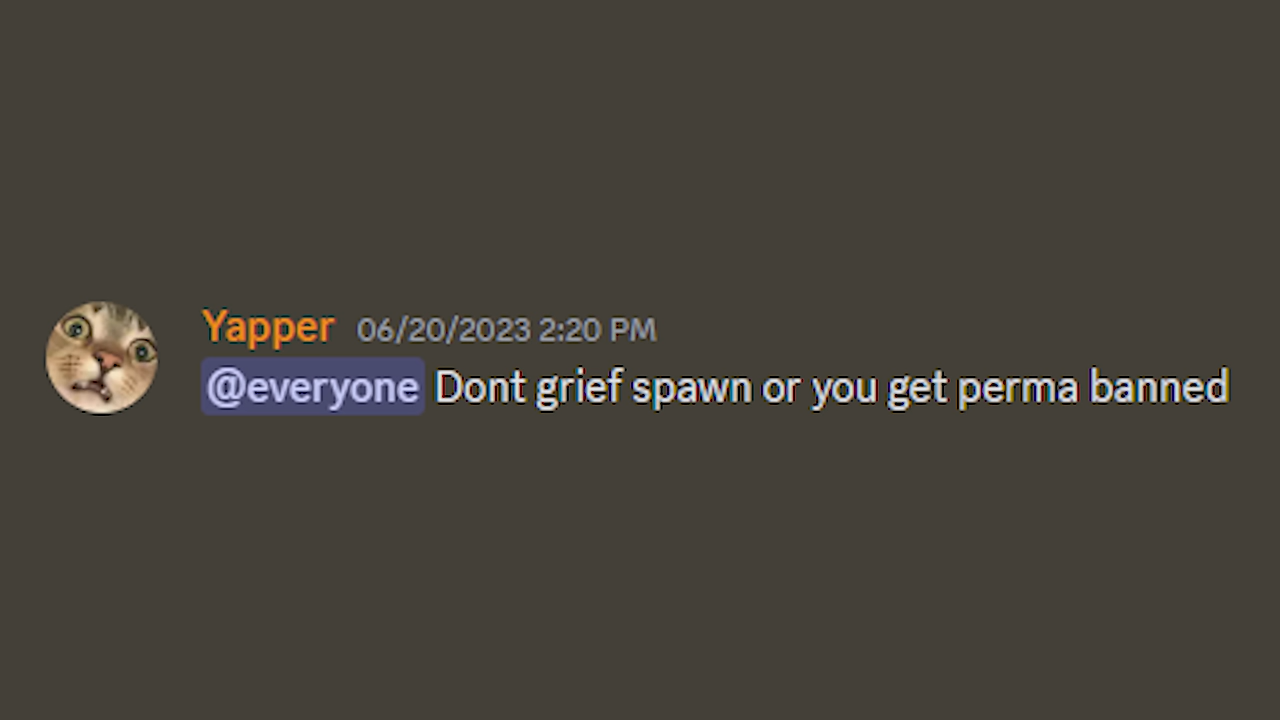 Yapper 06/20/2023 2:20 PM
@everyone Dont grief spawn or you get perma banned